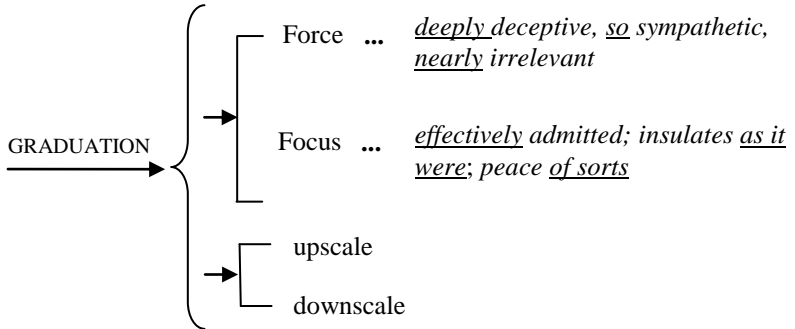 Force ... deeply deceptive, so sympathetic,
nearly irrelevant
GRADUATION
Focus ... effectively admitted; insulates as it
were; peace of sorts
upscale
downscale